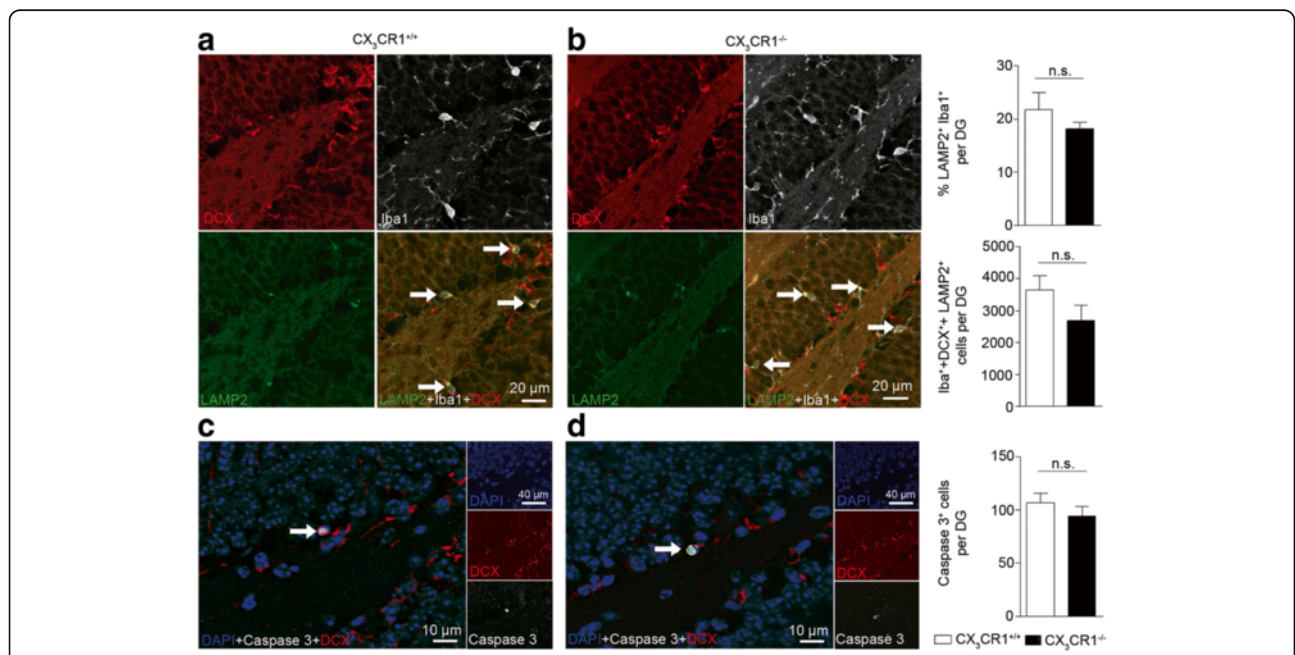 a
CX₃CR1⁺/⁺
b
CX₃CR1⁻/⁻
DCX
Iba1
DCX
Iba1
LAMP2
LAMP2+Iba1+DCX
20 µm
LAMP2
LAMP2+Iba1+DCX
20 µm
% LAMP2⁺ Iba1⁺
per DG
30
20
10
0
n.s.
Iba⁺+DCX⁺+ LAMP2⁺
cells per DG
5000
4000
3000
2000
1000
0
n.s.
c
DAPI+Caspase 3+DCX
10 µm
DAPI
40 µm
DCX
Caspase 3
d
DAPI+Caspase 3+DCX
10 µm
DAPI
40 µm
DCX
Caspase 3
Caspase 3⁺ cells
per DG
150
100
50
0
n.s.
CX₃CR1⁺/⁺
CX₃CR1⁻/⁻